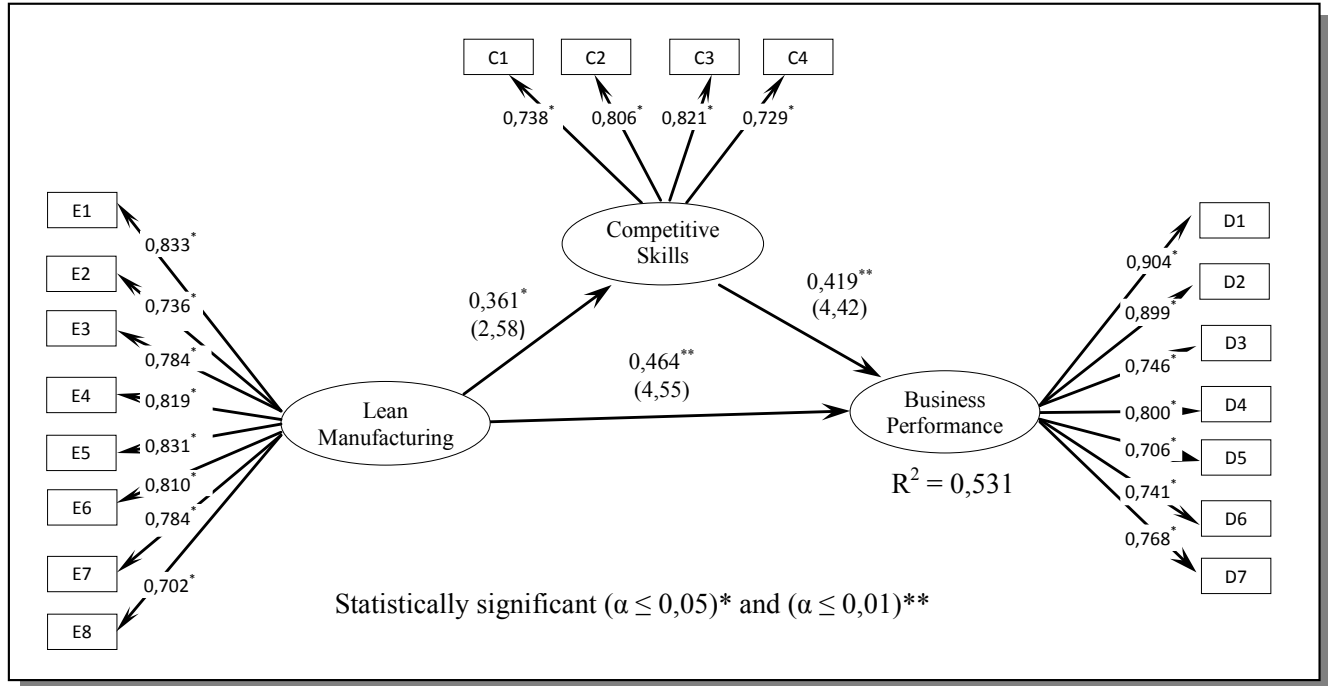 C1
C2
C3
C4
0,738*
0,806*
0,821*
0,729*
E1
E2
E3
E4
E5
E6
E7
E8
0,833*
0,736*
0,784*
0,819*
0,831*
0,810*
0,784*
0,702*
Competitive
Skills
0,361*
(2,58)
0,419**
(4,42)
0,464**
(4,55)
Lean
Manufacturing
Business
Performance
R² = 0,531
0,904*
0,899*
0,746*
0,800*
0,706*
0,741*
0,768*
D1
D2
D3
D4
D5
D6
D7
Statistically significant (α ≤ 0,05)* and (α ≤ 0,01)**